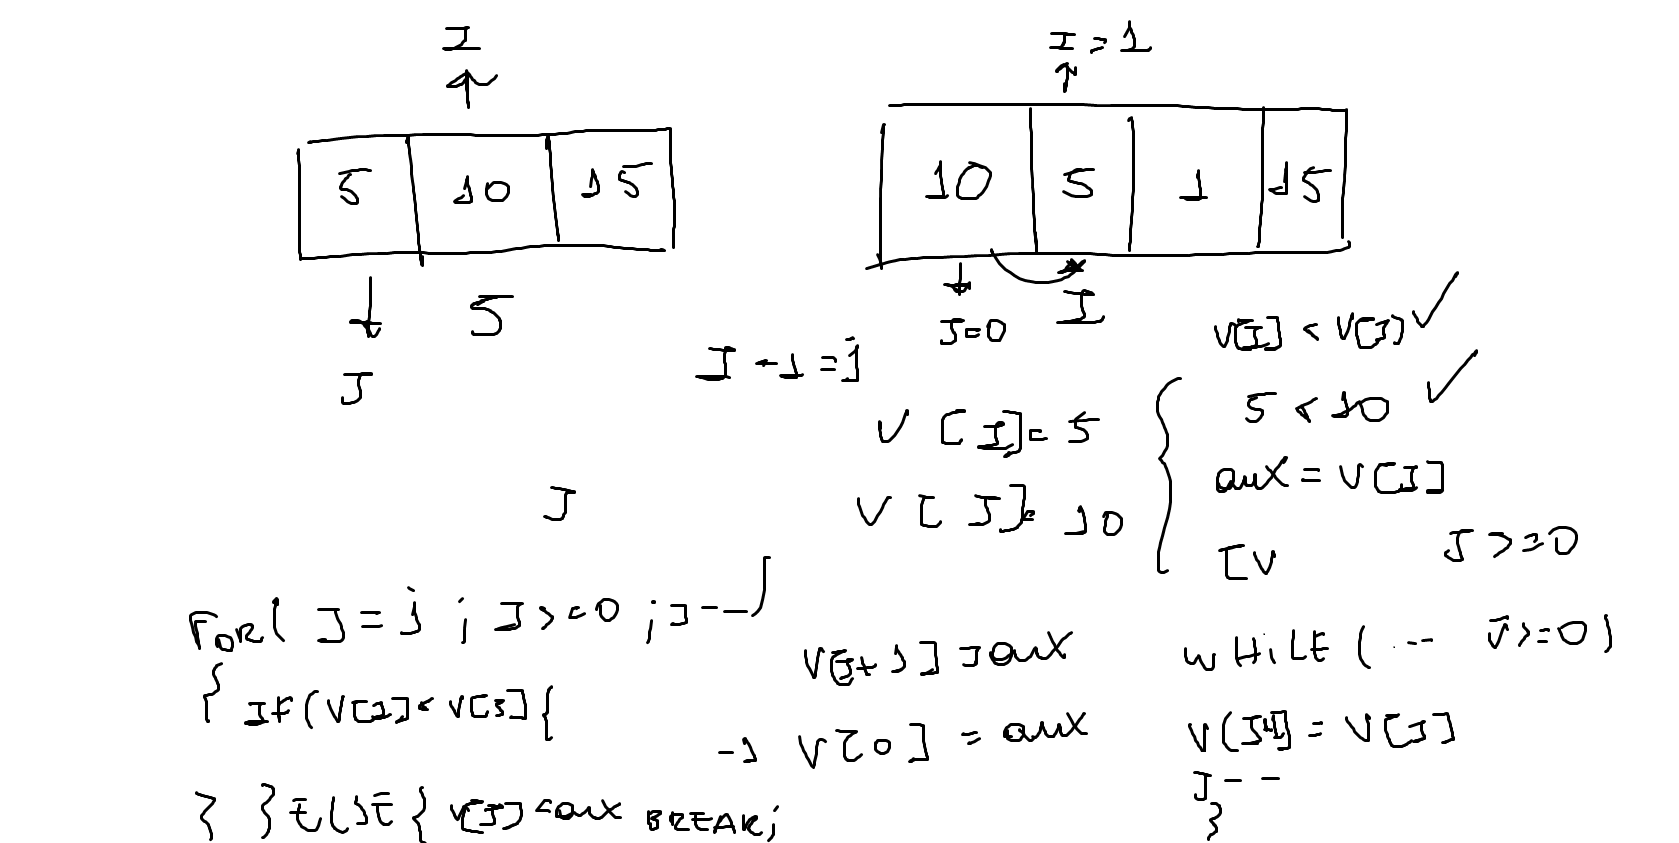 I
I = 1
5 10 15
10 5 1 15
J
5
J=0
I
I -1 = j
V[I] < V[J]
5 < 10
V [I]= 5
aux = V[I]
V [J]= 10
J
[V
J >=0
FOR( J = j ; J >=0 ; J--)
{
IF (V[I] < V[J] {
} } ELSE { V[J] = aux BREAK;
V[J+1] = aux
-1 V[0] = aux
WHILE ( ... J >=0)
V[J+1] = V[J]
J--
}